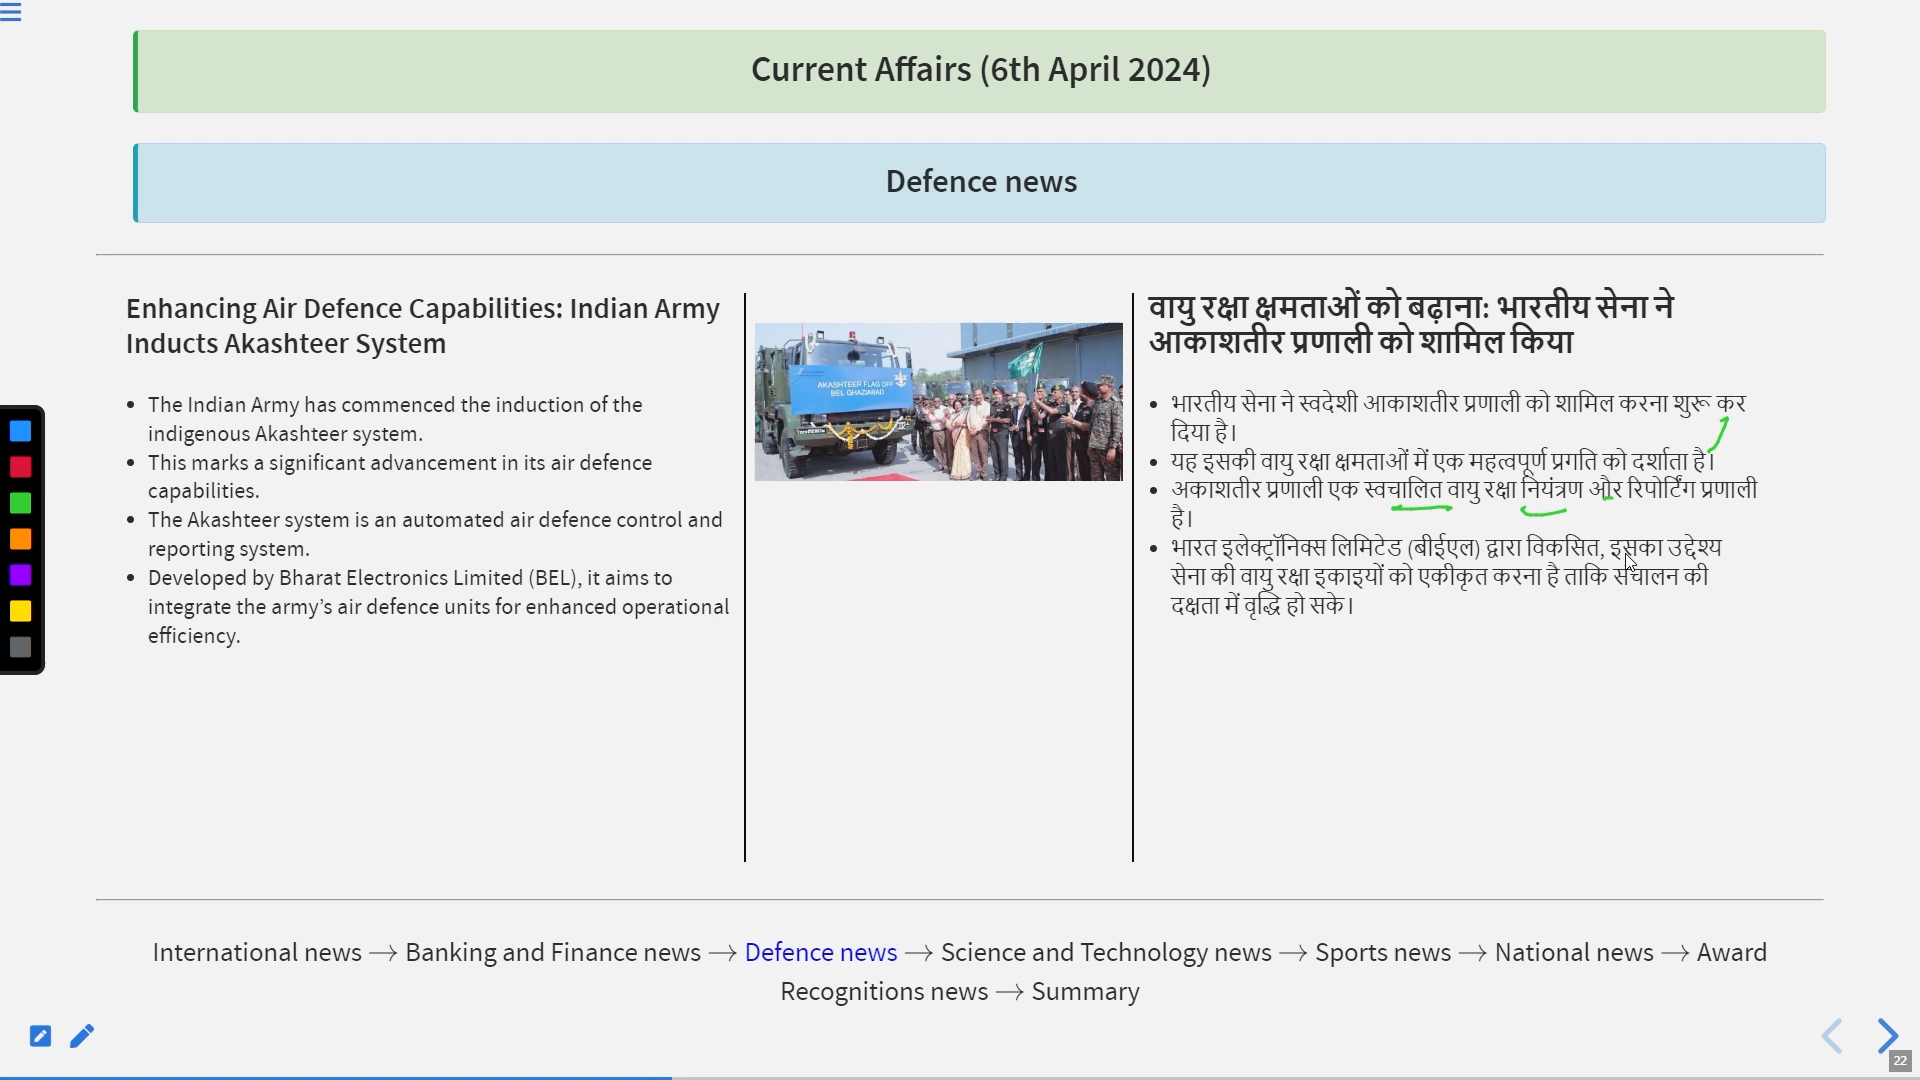 Current Affairs (6th April 2024)
Defence news
Enhancing Air Defence Capabilities: Indian Army
Inducts Akashteer System
• The Indian Army has commenced the induction of the
indigenous Akashteer system.
• This marks a significant advancement in its air defence
capabilities.
• The Akashteer system is an automated air defence control and
reporting system.
• Developed by Bharat Electronics Limited (BEL), it aims to
integrate the army’s air defence units for enhanced operational
efficiency.
AKASHTEER FLAG OFF
BEL GHAZIABAD
वायु रक्षा क्षमताओं को बढ़ाना: भारतीय सेना ने
आकाशतीर प्रणाली को शामिल किया
• भारतीय सेना ने स्वदेशी आकाशतीर प्रणाली को शामिल करना शुरू कर
दिया है।
• यह इसकी वायु रक्षा क्षमताओं में एक महत्वपूर्ण प्रगति को दर्शाता है।
• अकाशतीर प्रणाली एक स्वचालित वायु रक्षा नियंत्रण और रिपोर्टिंग प्रणाली
है।
• भारत इलेक्ट्रॉनिक्स लिमिटेड (बीईएल) द्वारा विकसित, इसका उद्देश्य
सेना की वायु रक्षा इकाइयों को एकीकृत करना है ताकि संचालन की
दक्षता में वृद्धि हो सके।
International news → Banking and Finance news → Defence news → Science and Technology news → Sports news → National news → Award
Recognitions news → Summary
22